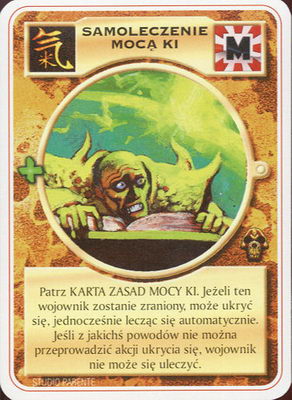 氣
SAMOLECZENIE
MOCĄ KI
M
Patrz KARTA ZASAD MOCY KI. Jeżeli ten
wojownik zostanie zraniony, może ukryć
się, jednocześnie lecząc się automatycznie.
Jeśli z jakichś powodów nie można
przeprowadzić akcji ukrycia się, wojownik
nie może się uleczyć.
STUDIO PARENTE